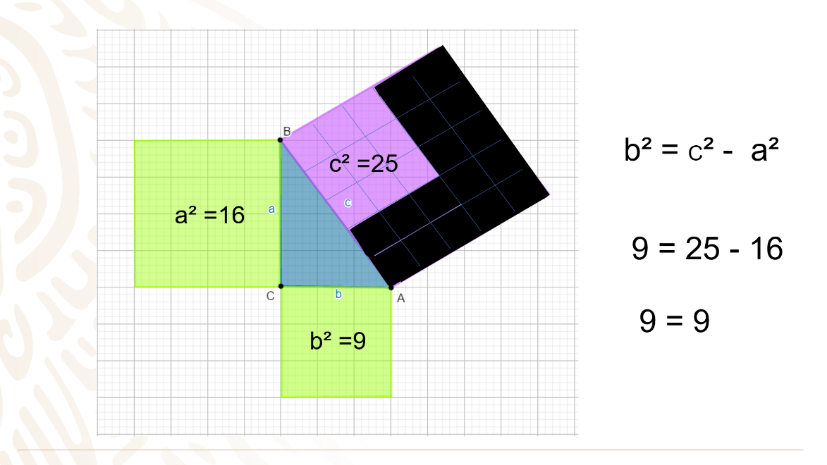 B
c² =25
b² = c² - a²
a² =16
a
c
9 = 25 - 16
C
b
A
9 = 9
b² =9